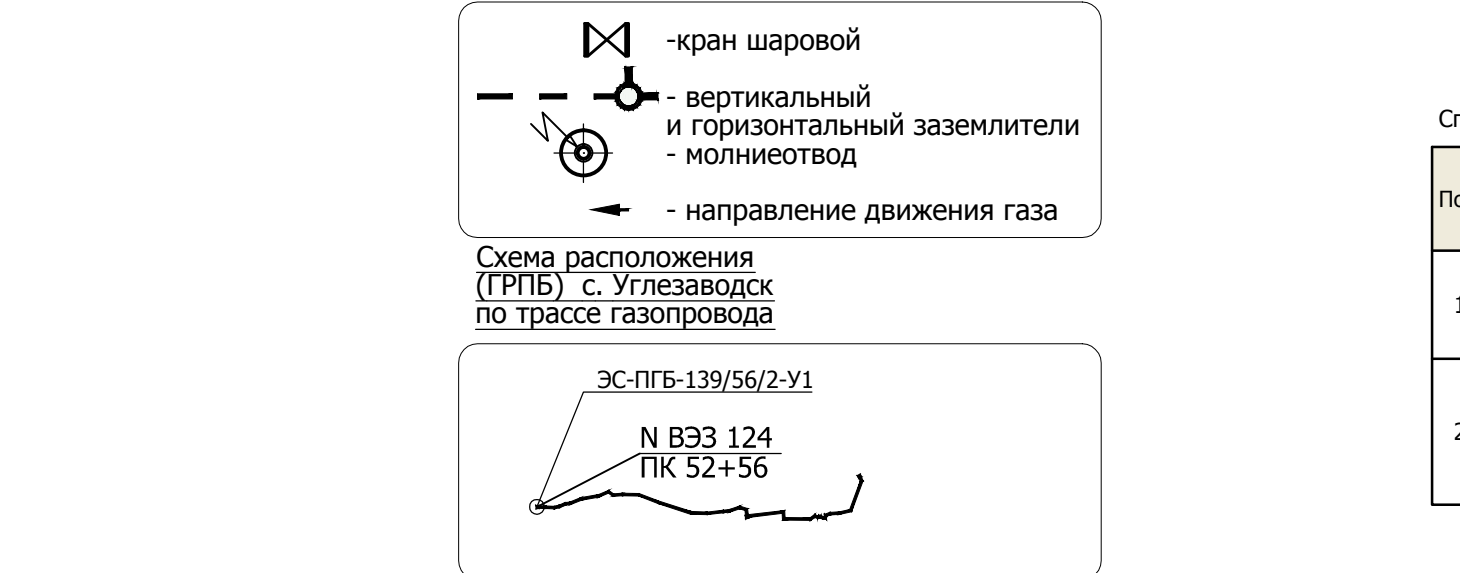 -кран шаровой
- вертикальный
и горизонтальный заземлители
- молниеотвод
- направление движения газа
Схема расположения
(ГРПБ) с. Углезаводск
по трассе газопровода
ЭС-ПГБ-139/56/2-У1
N ВЭЗ 124
ПК 52+56